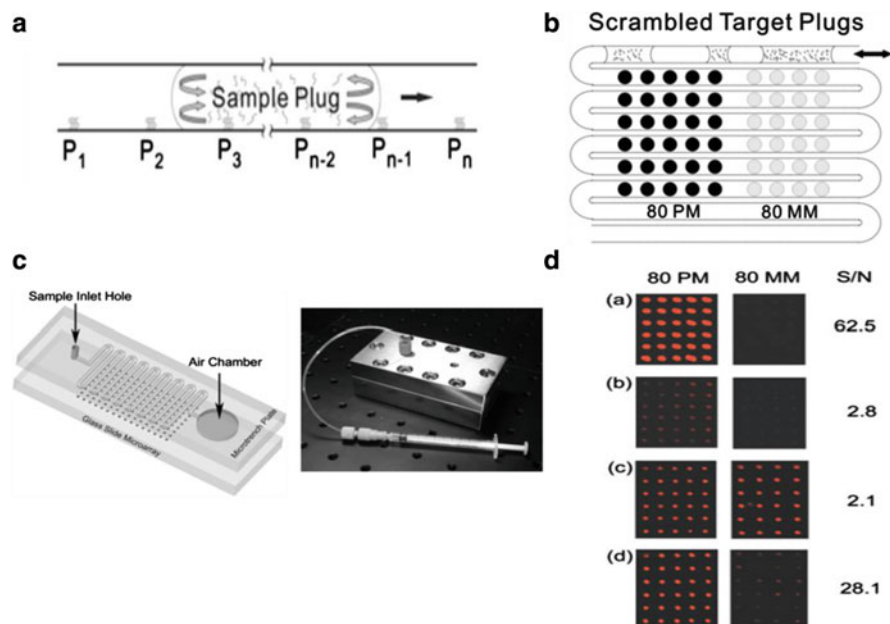 a
Sample Plug
P1 P2 P3 Pn-2 Pn-1 Pn
b
Scrambled Target Plugs
80 PM 80 MM
c
Sample Inlet Hole
Air Chamber
Glass Slide Microarray
Microtrench Plate
d
80 PM 80 MM S/N
(a) 62.5
(b) 2.8
(c) 2.1
(d) 28.1